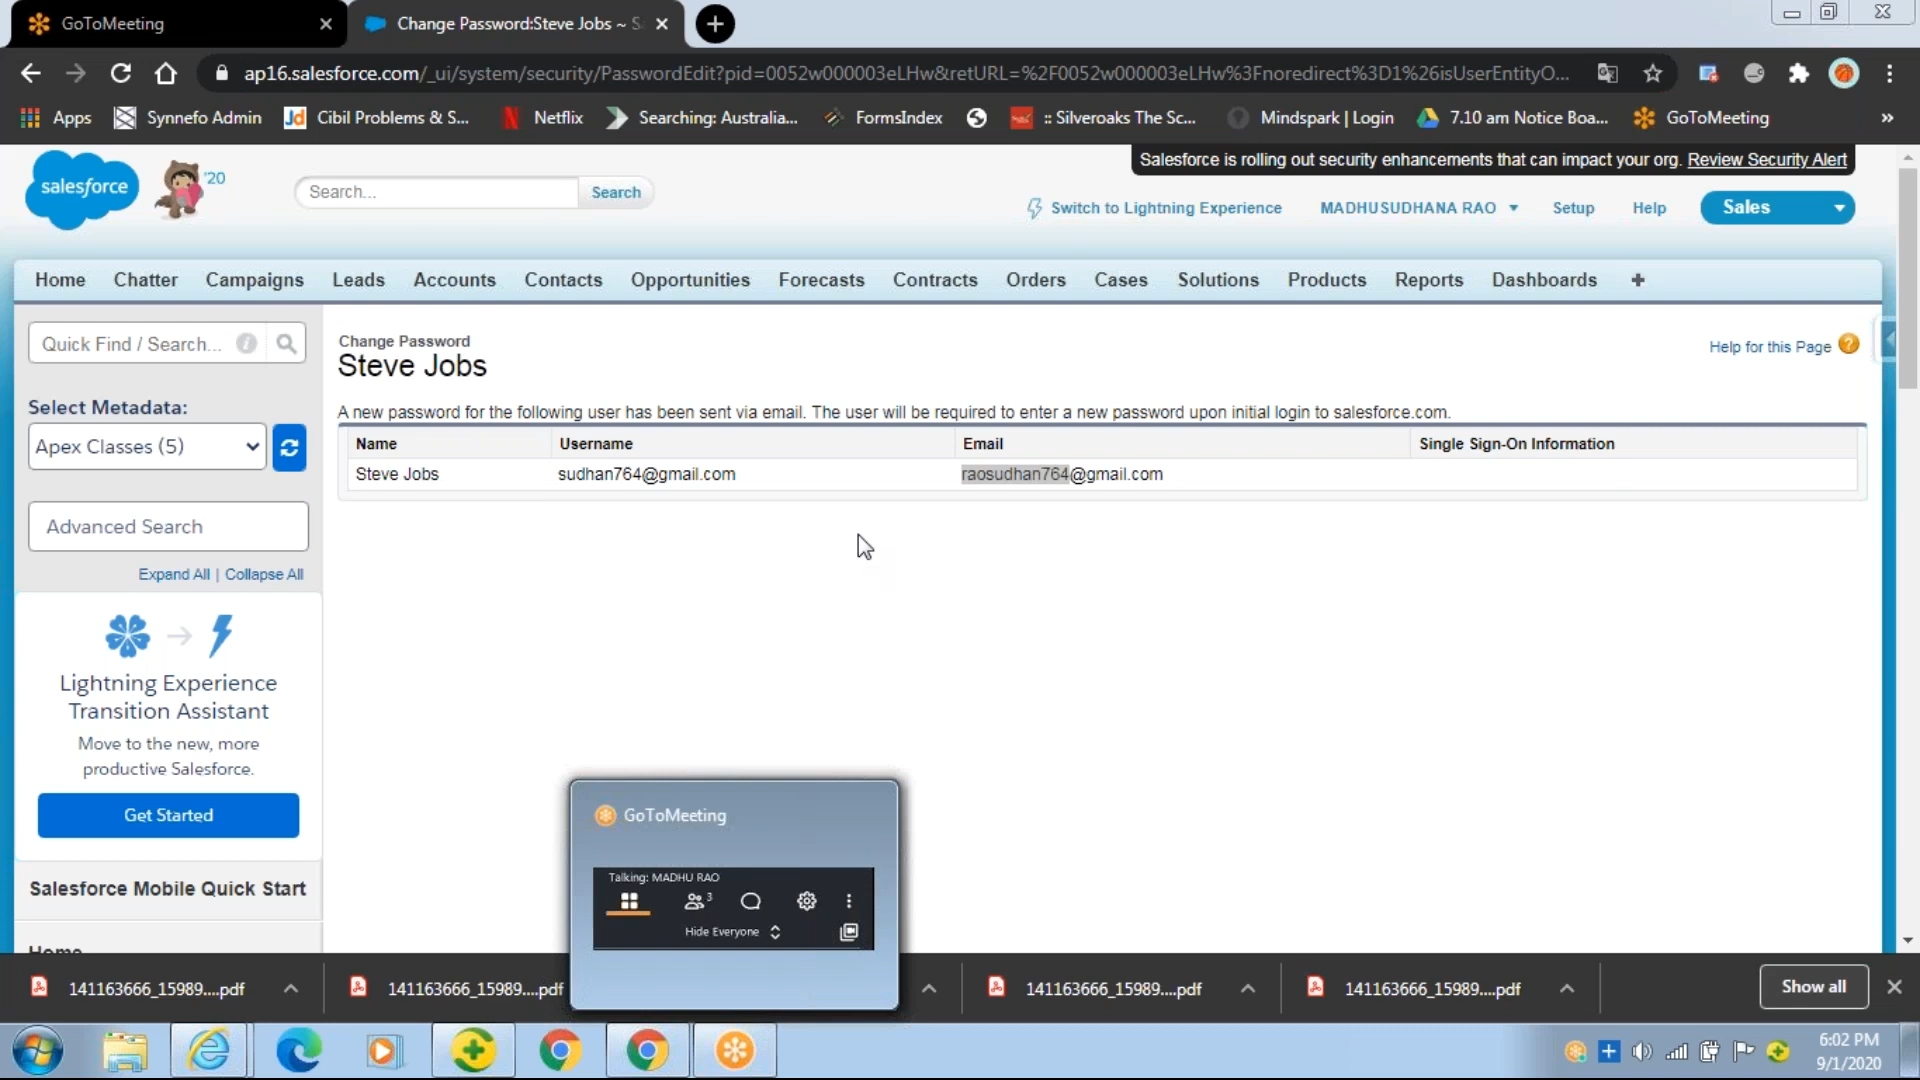 GoToMeeting
Change Password:Steve Jobs ~ S
ap16.salesforce.com/_ui/system/security/PasswordEdit?pid=0052w000003eLHw&retURL=%2F0052w000003eLHw%3Fnoredirect%3D1%26isUserEntityO...
Apps
Synnefo Admin
Jd
Cibil Problems & S...
Netflix
Searching: Australia...
FormsIndex
:: Silveroaks The Sc...
Mindspark | Login
7.10 am Notice Boa...
GoToMeeting
»
Salesforce is rolling out security enhancements that can impact your org. Review Security Alert
salesforce
'20
Search...
Search
Switch to Lightning Experience
MADHUSUDHANA RAO
Setup
Help
Sales
Home
Chatter
Campaigns
Leads
Accounts
Contacts
Opportunities
Forecasts
Contracts
Orders
Cases
Solutions
Products
Reports
Dashboards
+
Quick Find / Search...
Select Metadata:
Apex Classes (5)
Advanced Search
Expand All | Collapse All
Lightning Experience
Transition Assistant
Move to the new, more
productive Salesforce.
Get Started
Salesforce Mobile Quick Start
Home
Change Password
Steve Jobs
Help for this Page
A new password for the following user has been sent via email. The user will be required to enter a new password upon initial login to salesforce.com.
Name Username Email Single Sign-On Information
Steve Jobs sudhan764@gmail.com raosudhan764@gmail.com
GoToMeeting
Talking: MADHU RAO
3
Hide Everyone
141163666_15989....pdf
141163666_15989....pdf
141163666_15989....pdf
141163666_15989....pdf
Show all
6:02 PM
9/1/2020